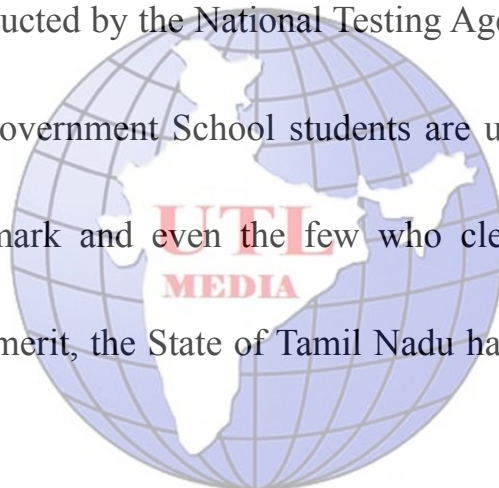 ucted by the National Testing Age
overnment School students are u
mark and even the few who cle
UTL
MEDIA
merit, the State of Tamil Nadu ha